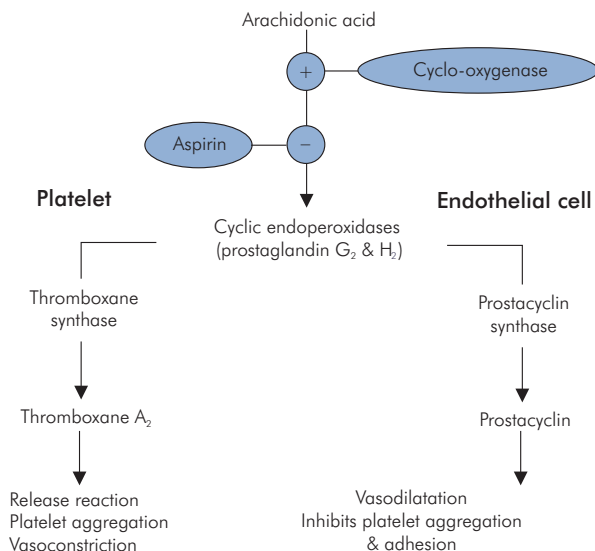 Arachidonic acid
+
Cyclo-oxygenase
Aspirin
−
Platelet
Endothelial cell
Cyclic endoperoxidases
(prostaglandin G₂ & H₂)
Thromboxane
synthase
Prostacyclin
synthase
Thromboxane A₂
Prostacyclin
Release reaction
Platelet aggregation
Vasoconstriction
Vasodilatation
Inhibits platelet aggregation
& adhesion